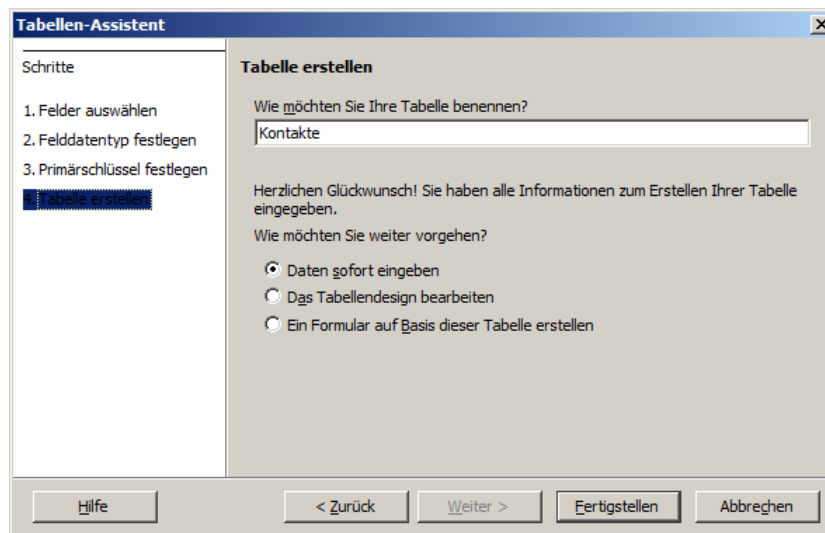 Tabellen-Assistent
Schritte
1. Felder auswählen
2. Felddatentyp festlegen
3. Primärschlüssel festlegen
4. Tabelle erstellen
Tabelle erstellen
Wie möchten Sie Ihre Tabelle benennen?
Kontakte
Herzlichen Glückwunsch! Sie haben alle Informationen zum Erstellen Ihrer Tabelle
eingegeben.
Wie möchten Sie weiter vorgehen?
Daten sofort eingeben
Das Tabellendesign bearbeiten
Ein Formular auf Basis dieser Tabelle erstellen
Hilfe
< Zurück
Weiter >
Fertigstellen
Abbrechen